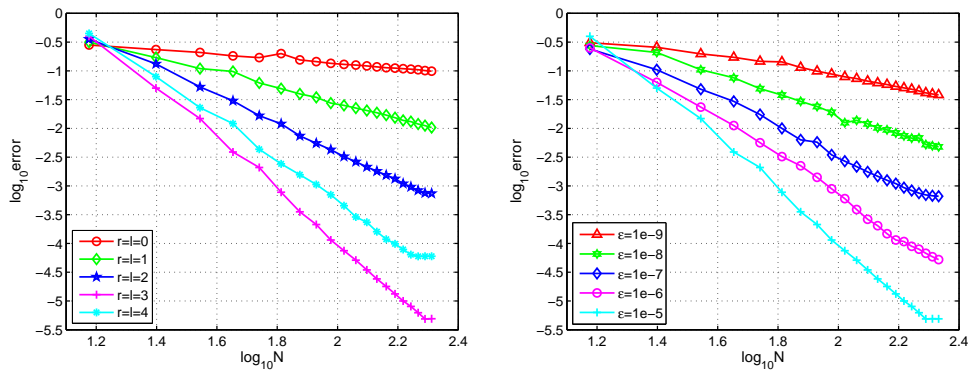 0
−0.5
−1
−1.5
−2
−2.5
−3
−3.5
−4
−4.5
−5
−5.5
log10error
r=l=0
r=l=1
r=l=2
r=l=3
r=l=4
1.2 1.4 1.6 1.8 2 2.2 2.4
log10N
0
−0.5
−1
−1.5
−2
−2.5
−3
−3.5
−4
−4.5
−5
−5.5
log10error
ε=1e−9
ε=1e−8
ε=1e−7
ε=1e−6
ε=1e−5
1.2 1.4 1.6 1.8 2 2.2 2.4
log10N